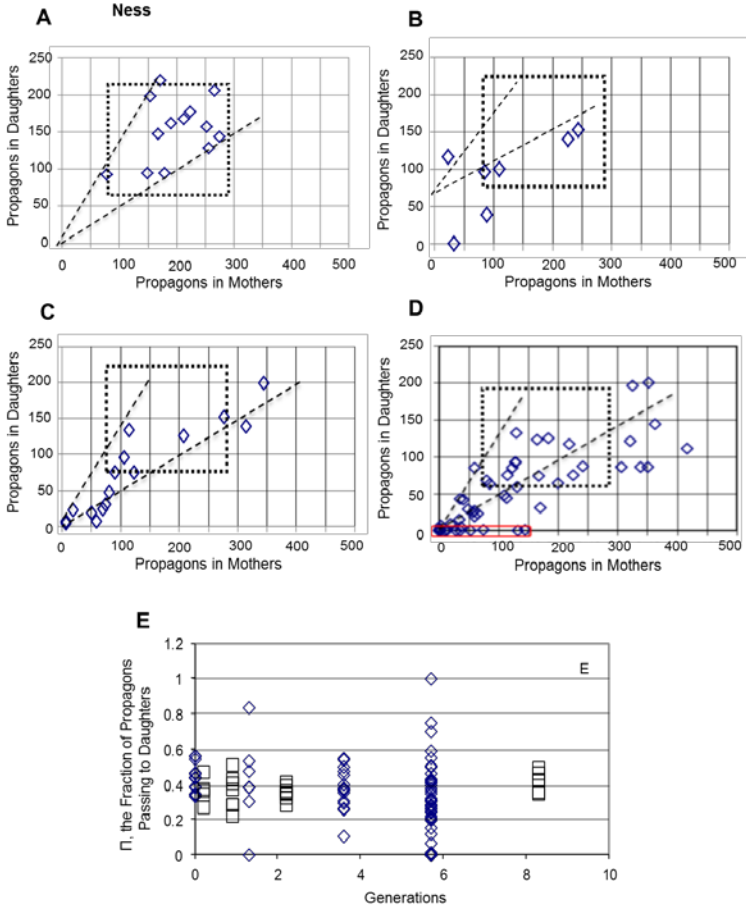 Ness
A
250
200
150
100
50
0
0 100 200 300 400 500
Propagons in Daughters
Propagons in Mothers
B
250
200
150
100
50
0
0 100 200 300 400 500
Propagons in Daughters
Propagons in Mothers
C
250
200
150
100
50
0
0 100 200 300 400 500
Propagons in Daughters
Propagons in Mothers
D
250
200
150
100
50
0
0 100 200 300 400 500
Propagons in Daughters
Propagons in Mothers
E
1.2
1
0.8
0.6
0.4
0.2
0
0 2 4 6 8 10
E
Π, the Fraction of Propagons
Passing to Daughters
Generations